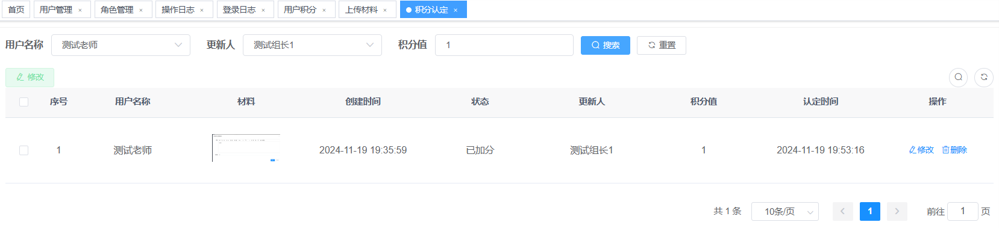 首页 用户管理 × 角色管理 × 操作日志 × 登录日志 × 用户积分 × 上传材料 × 积分认定 ×
用户名称 测试老师 更新人 测试组长1 积分值 1 搜索 重置
修改
序号 用户名称 材料 创建时间 状态 更新人 积分值 认定时间 操作
1 测试老师 2024-11-19 19:35:59 已加分 测试组长1 1 2024-11-19 19:53:16 修改 删除
共 1 条 10条/页 1 前往 1 页